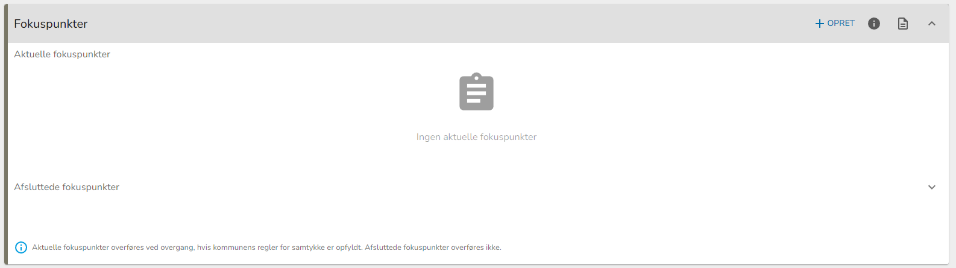 Fokuspunkter
OPRET
Aktuelle fokuspunkter
Ingen aktuelle fokuspunkter
Afsluttede fokuspunkter
Aktuelle fokuspunkter overføres ved overgang, hvis kommunens regler for samtykke er opfyldt. Afsluttede fokuspunkter overføres ikke.